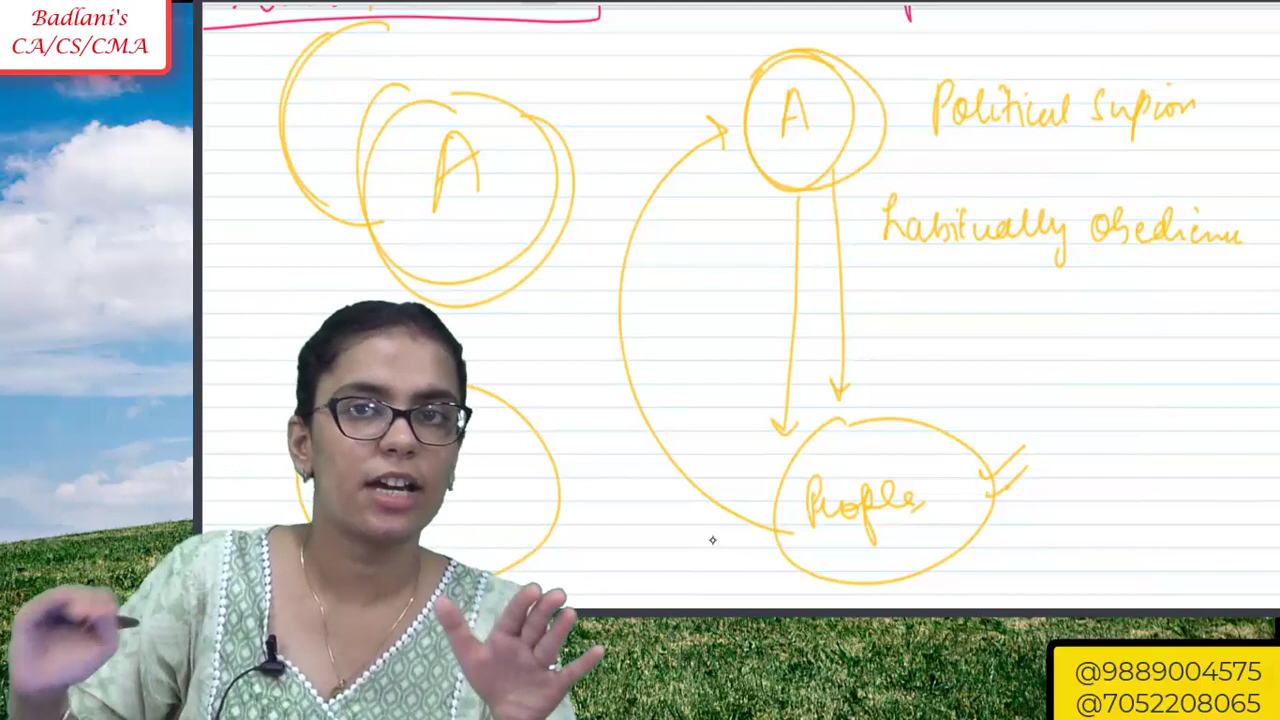 Badlani's
CA/CS/CMA
A
A
Political Supion
habitually obedience
People
@9889004575
@7052208065